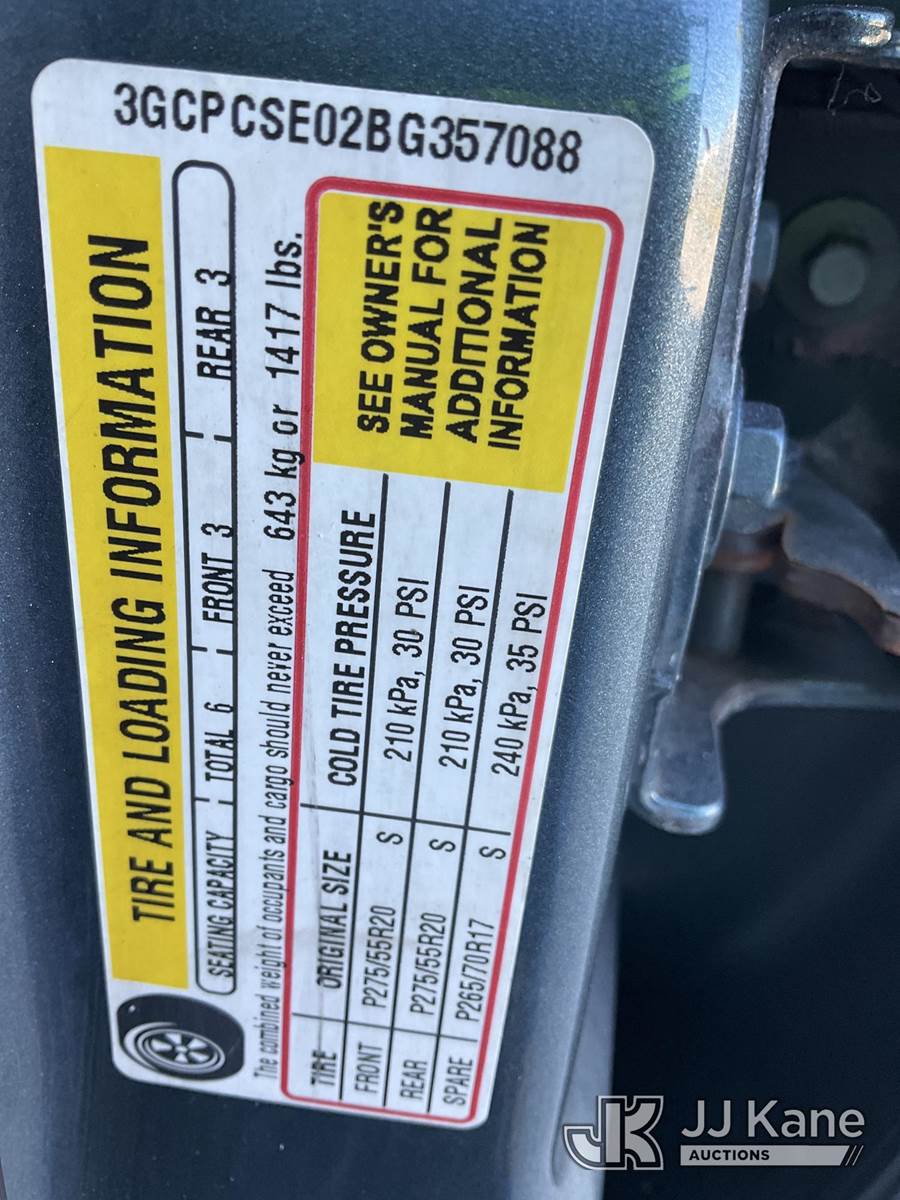 3GCPCSE02BG357088
TIRE AND LOADING INFORMATION
SEATING CAPACITY TOTAL 6 FRONT 3 REAR 3
The combined weight of occupants and cargo should never exceed 643 kg or 1417 lbs.
TIRE ORIGINAL SIZE COLD TIRE PRESSURE
FRONT P275/55R20 S 210 kPa, 30 PSI
REAR P275/55R20 S 210 kPa, 30 PSI
SPARE P265/70R17 S 240 kPa, 35 PSI
SEE OWNER'S
MANUAL FOR
ADDITIONAL
INFORMATION
JK JJ Kane
AUCTIONS